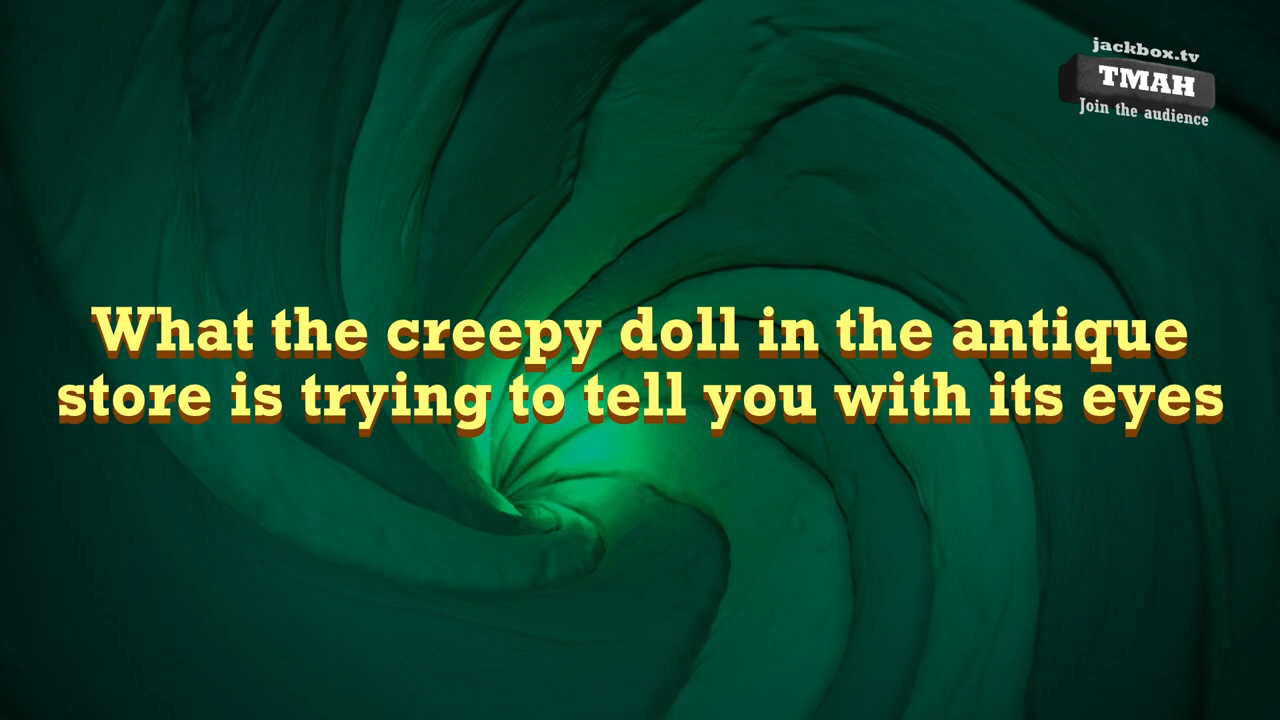 jackbox.tv
TMAH
Join the audience
What the creepy doll in the antique
store is trying to tell you with its eyes